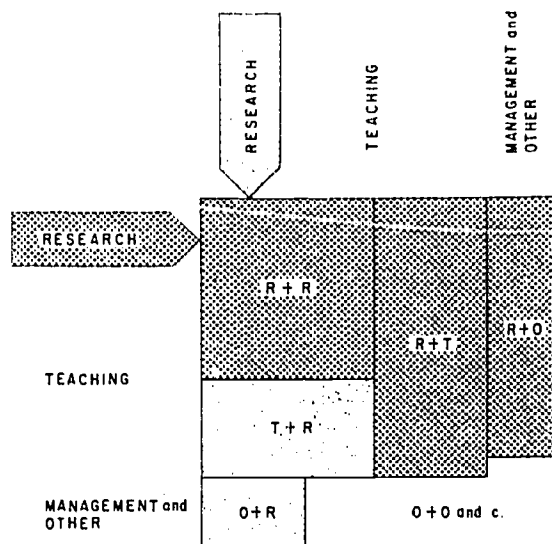 RESEARCH
TEACHING
MANAGEMENT and
OTHER
RESEARCH
R + R
R+T
R+O
TEACHING
T + R
MANAGEMENT and
OTHER
O+R
O+O and c.